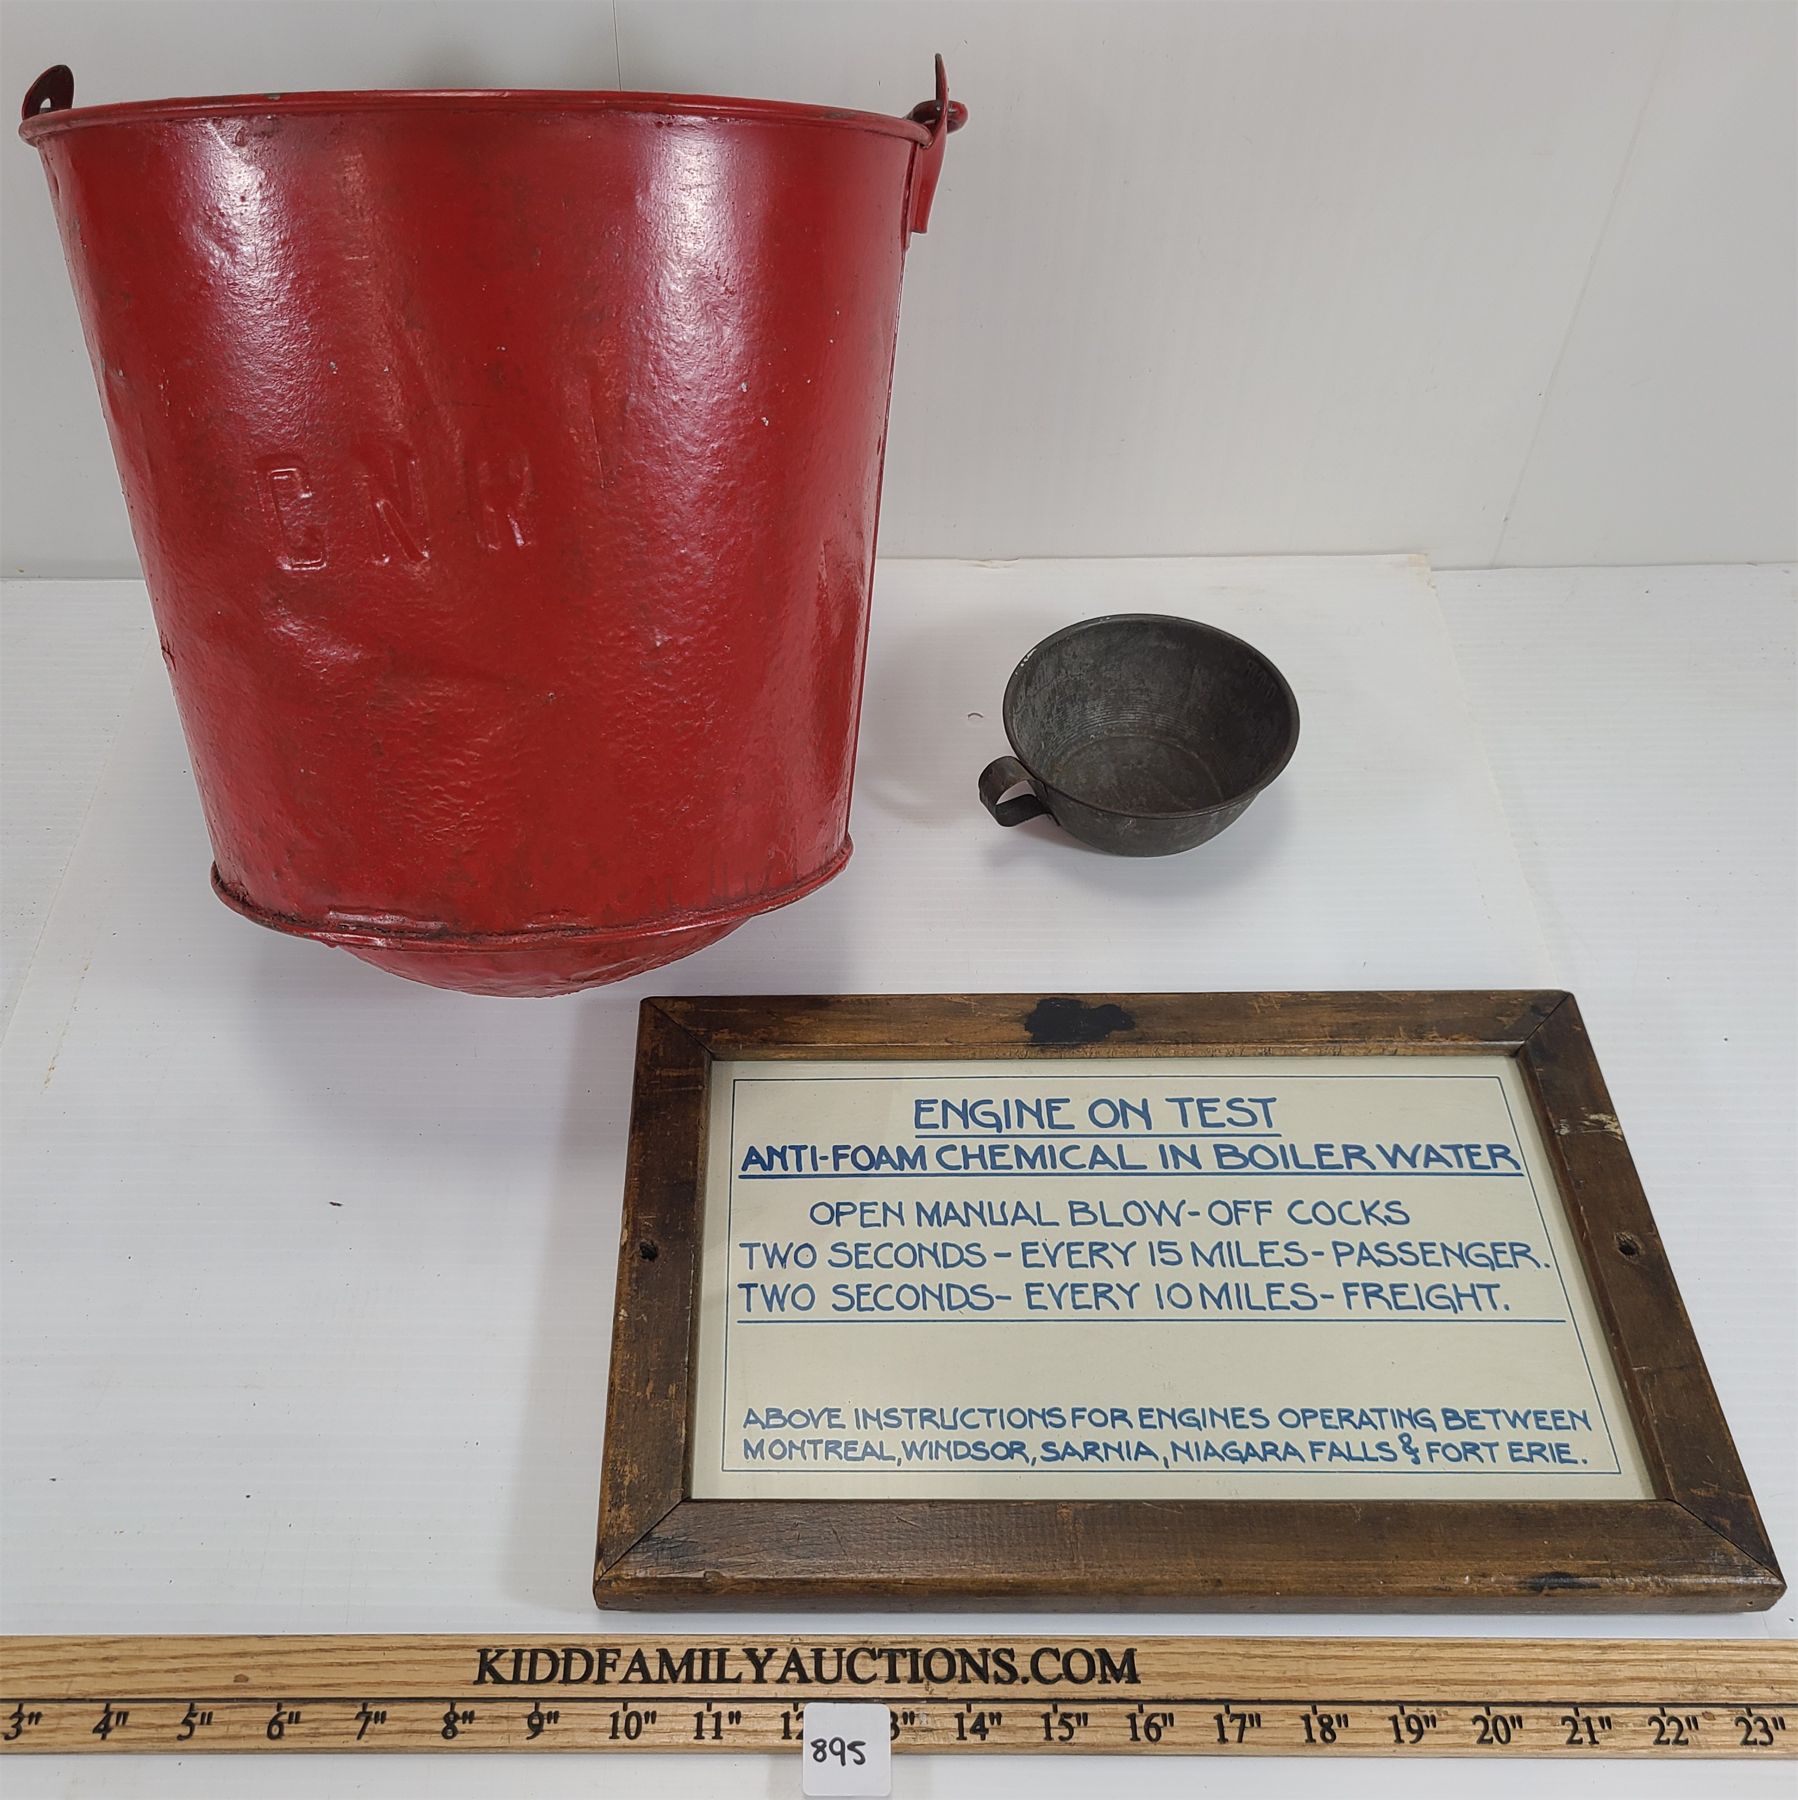 CNR
ENGINE ON TEST
ANTI-FOAM CHEMICAL IN BOILER WATER
OPEN MANUAL BLOW-OFF COCKS
TWO SECONDS - EVERY 15 MILES - PASSENGER.
TWO SECONDS - EVERY 10 MILES - FREIGHT.
ABOVE INSTRUCTIONS FOR ENGINES OPERATING BETWEEN
MONTREAL, WINDSOR, SARNIA, NIAGARA FALLS & FORT ERIE.
KIDDFAMILYAUCTIONS.COM
3" 4" 5" 6" 7" 8" 9" 10" 11" 14" 15" 16" 17" 18" 19" 20" 21" 22" 23"
895